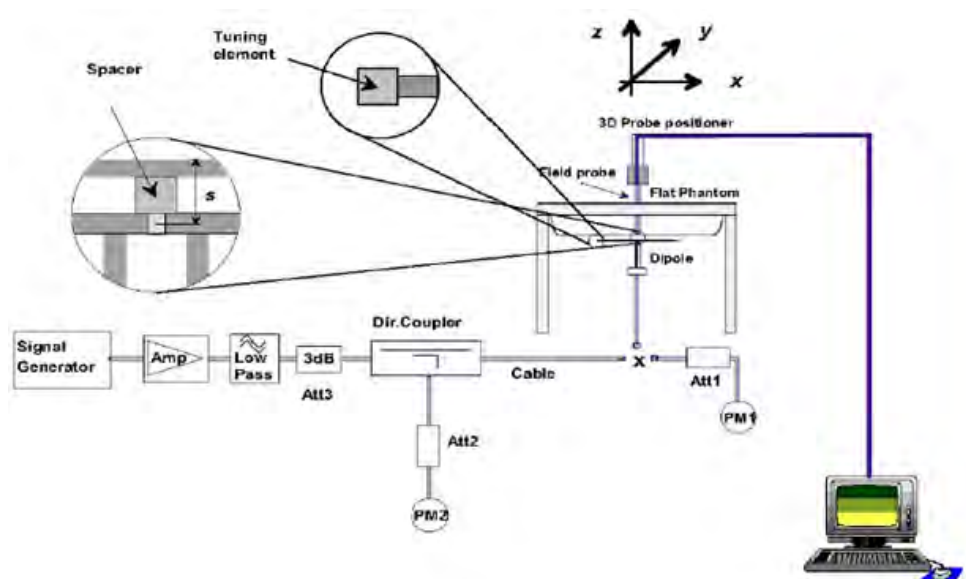 Tuning
element
Spacer
s
z
y
x
3D Probe positioner
Field probe
Flat Phantom
Dipole
Signal
Generator
Amp
Low
Pass
3dB
Att3
Dir.Coupler
Cable
x
Att1
PM1
Att2
PM2